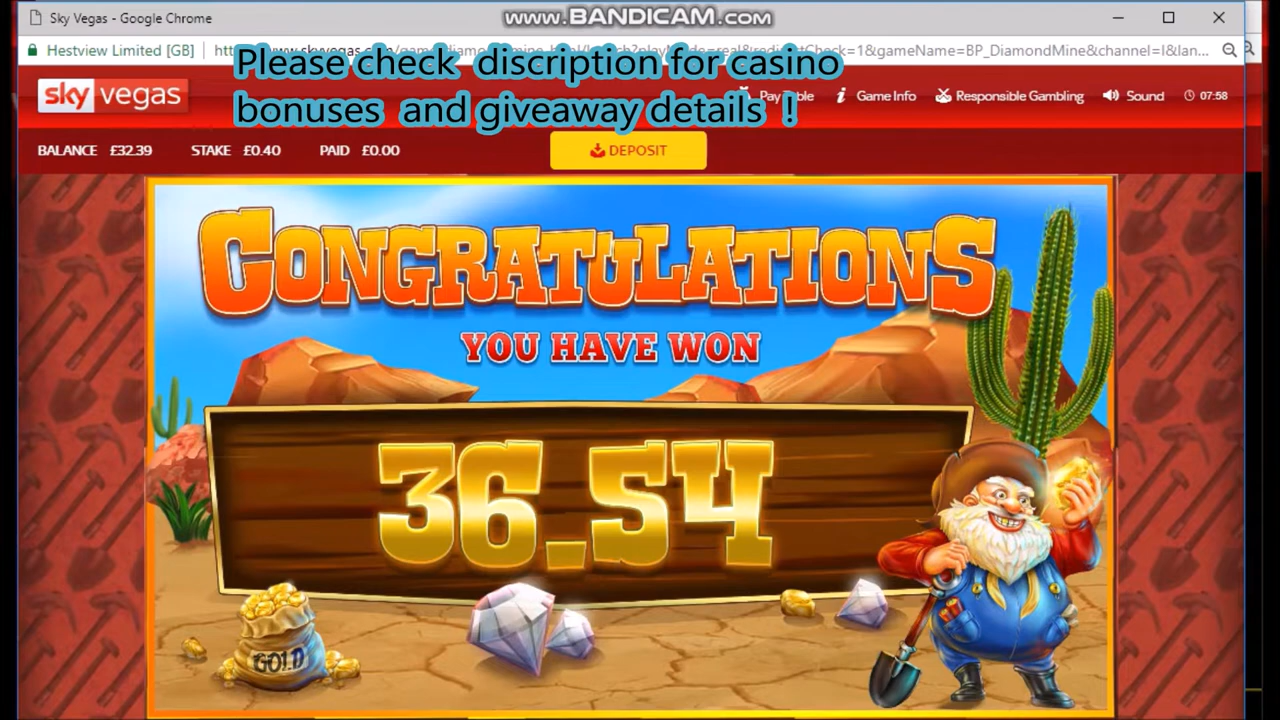 Sky Vegas - Google Chrome
www.BANDICAM.com
Hestview Limited [GB]
Please check discription for casino
bonuses and giveaway details !
sky vegas
Game Info
Responsible Gambling
Sound
07:58
BALANCE £32.39
STAKE £0.40
PAID £0.00
DEPOSIT
CONGRATULATIONS
YOU HAVE WON
36.54
GOLD